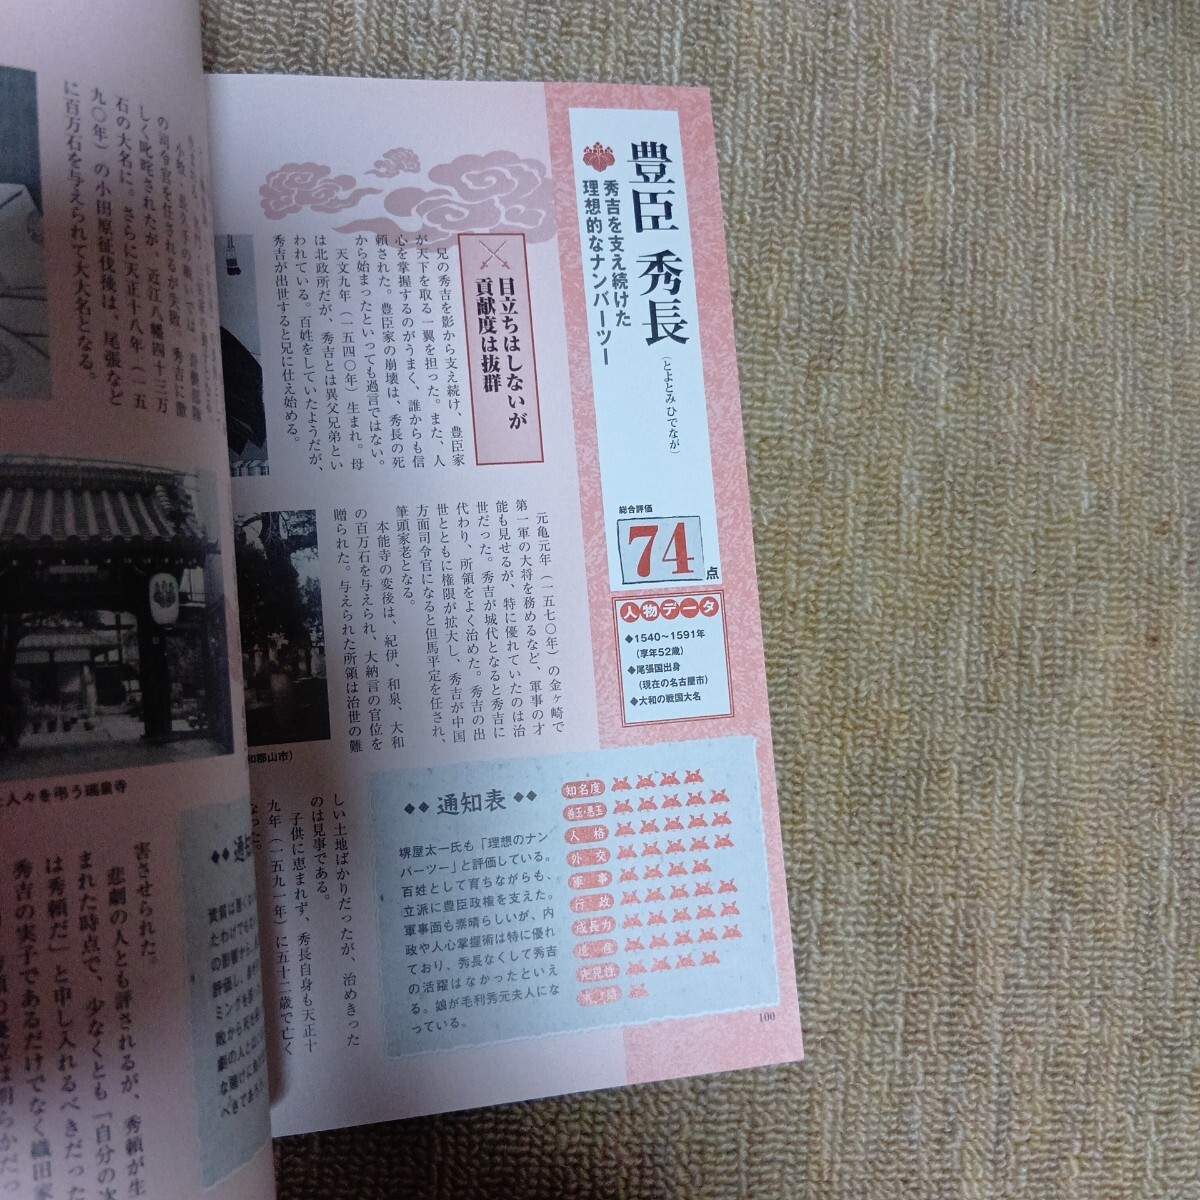 豊臣 秀長
(とよとみ ひでなが)
秀吉を支え続けた
理想的なナンバーツー
総合評価
74点
人物データ
◆1540〜1591年
(享年52歳)
◆尾張国出身
(現在の名古屋市)
◆大和の戦国大名
目立ちはしないが
貢献度は抜群
兄の秀吉を影から支え続け、豊臣家
が天下を取る一翼を担った。また、人
心を掌握するのがうまく、誰からも信
頼された。豊臣家の崩壊は、秀長の死
から始まったといっても過言ではない。
天文九年(一五四〇年)生まれ。母
は北政所だが、秀吉とは異父兄弟とい
われている。百姓をしていたようだが、
秀吉が出世すると兄に仕え始める。
元亀元年(一五七〇年)の金ヶ崎で
第一軍の大将を務めるなど、軍事の才
能も見せるが、特に優れていたのは治
世だった。秀吉が城代となると秀吉に
代わり、所領をよく治めた。秀吉の出
世とともに権限が拡大し、秀吉が中国
方面司令官になると但馬平定を任され、
筆頭家老となる。
本能寺の変後は、紀伊、和泉、大和
の百万石を与えられ、大納言の官位を
贈られた。与えられた所領は治世の難
しい土地ばかりだったが、治めきった
のは見事である。
子供に恵まれず、秀長自身も天正十
九年(一五九一年)に五十二歳で亡く
なった。
和郡山市)
通知表
堺屋太一氏も「理想のナン
バーツー」と評価している。
百姓として育ちながらも、
立派に豊臣政権を支えた。
軍事面も素晴らしいが、内
政や人心掌握術は特に優れ
ており、秀長なくして秀吉
の活躍はなかったといえ
る。娘が毛利秀元夫人にな
っている。
知名度
善玉・悪玉
人格
外交
軍事
行政
成長力
遺産
先見性
100
の司令官を任されるが失敗。秀吉に激
しく叱咤されたが、近江八幡四十三万
石の大名に。さらに天正十八年(一五
九〇年)の小田原征伐後は、尾張など
に百万石を与えられて大大名となる。
人々を弔う瑞泉寺
害させられた。
悲劇の人とも評されるが、秀頼が生
まれた時点で、少なくとも「自分の次
は秀頼だ」と申し入れるべきだった
秀吉の実子であるだけでなく織田家